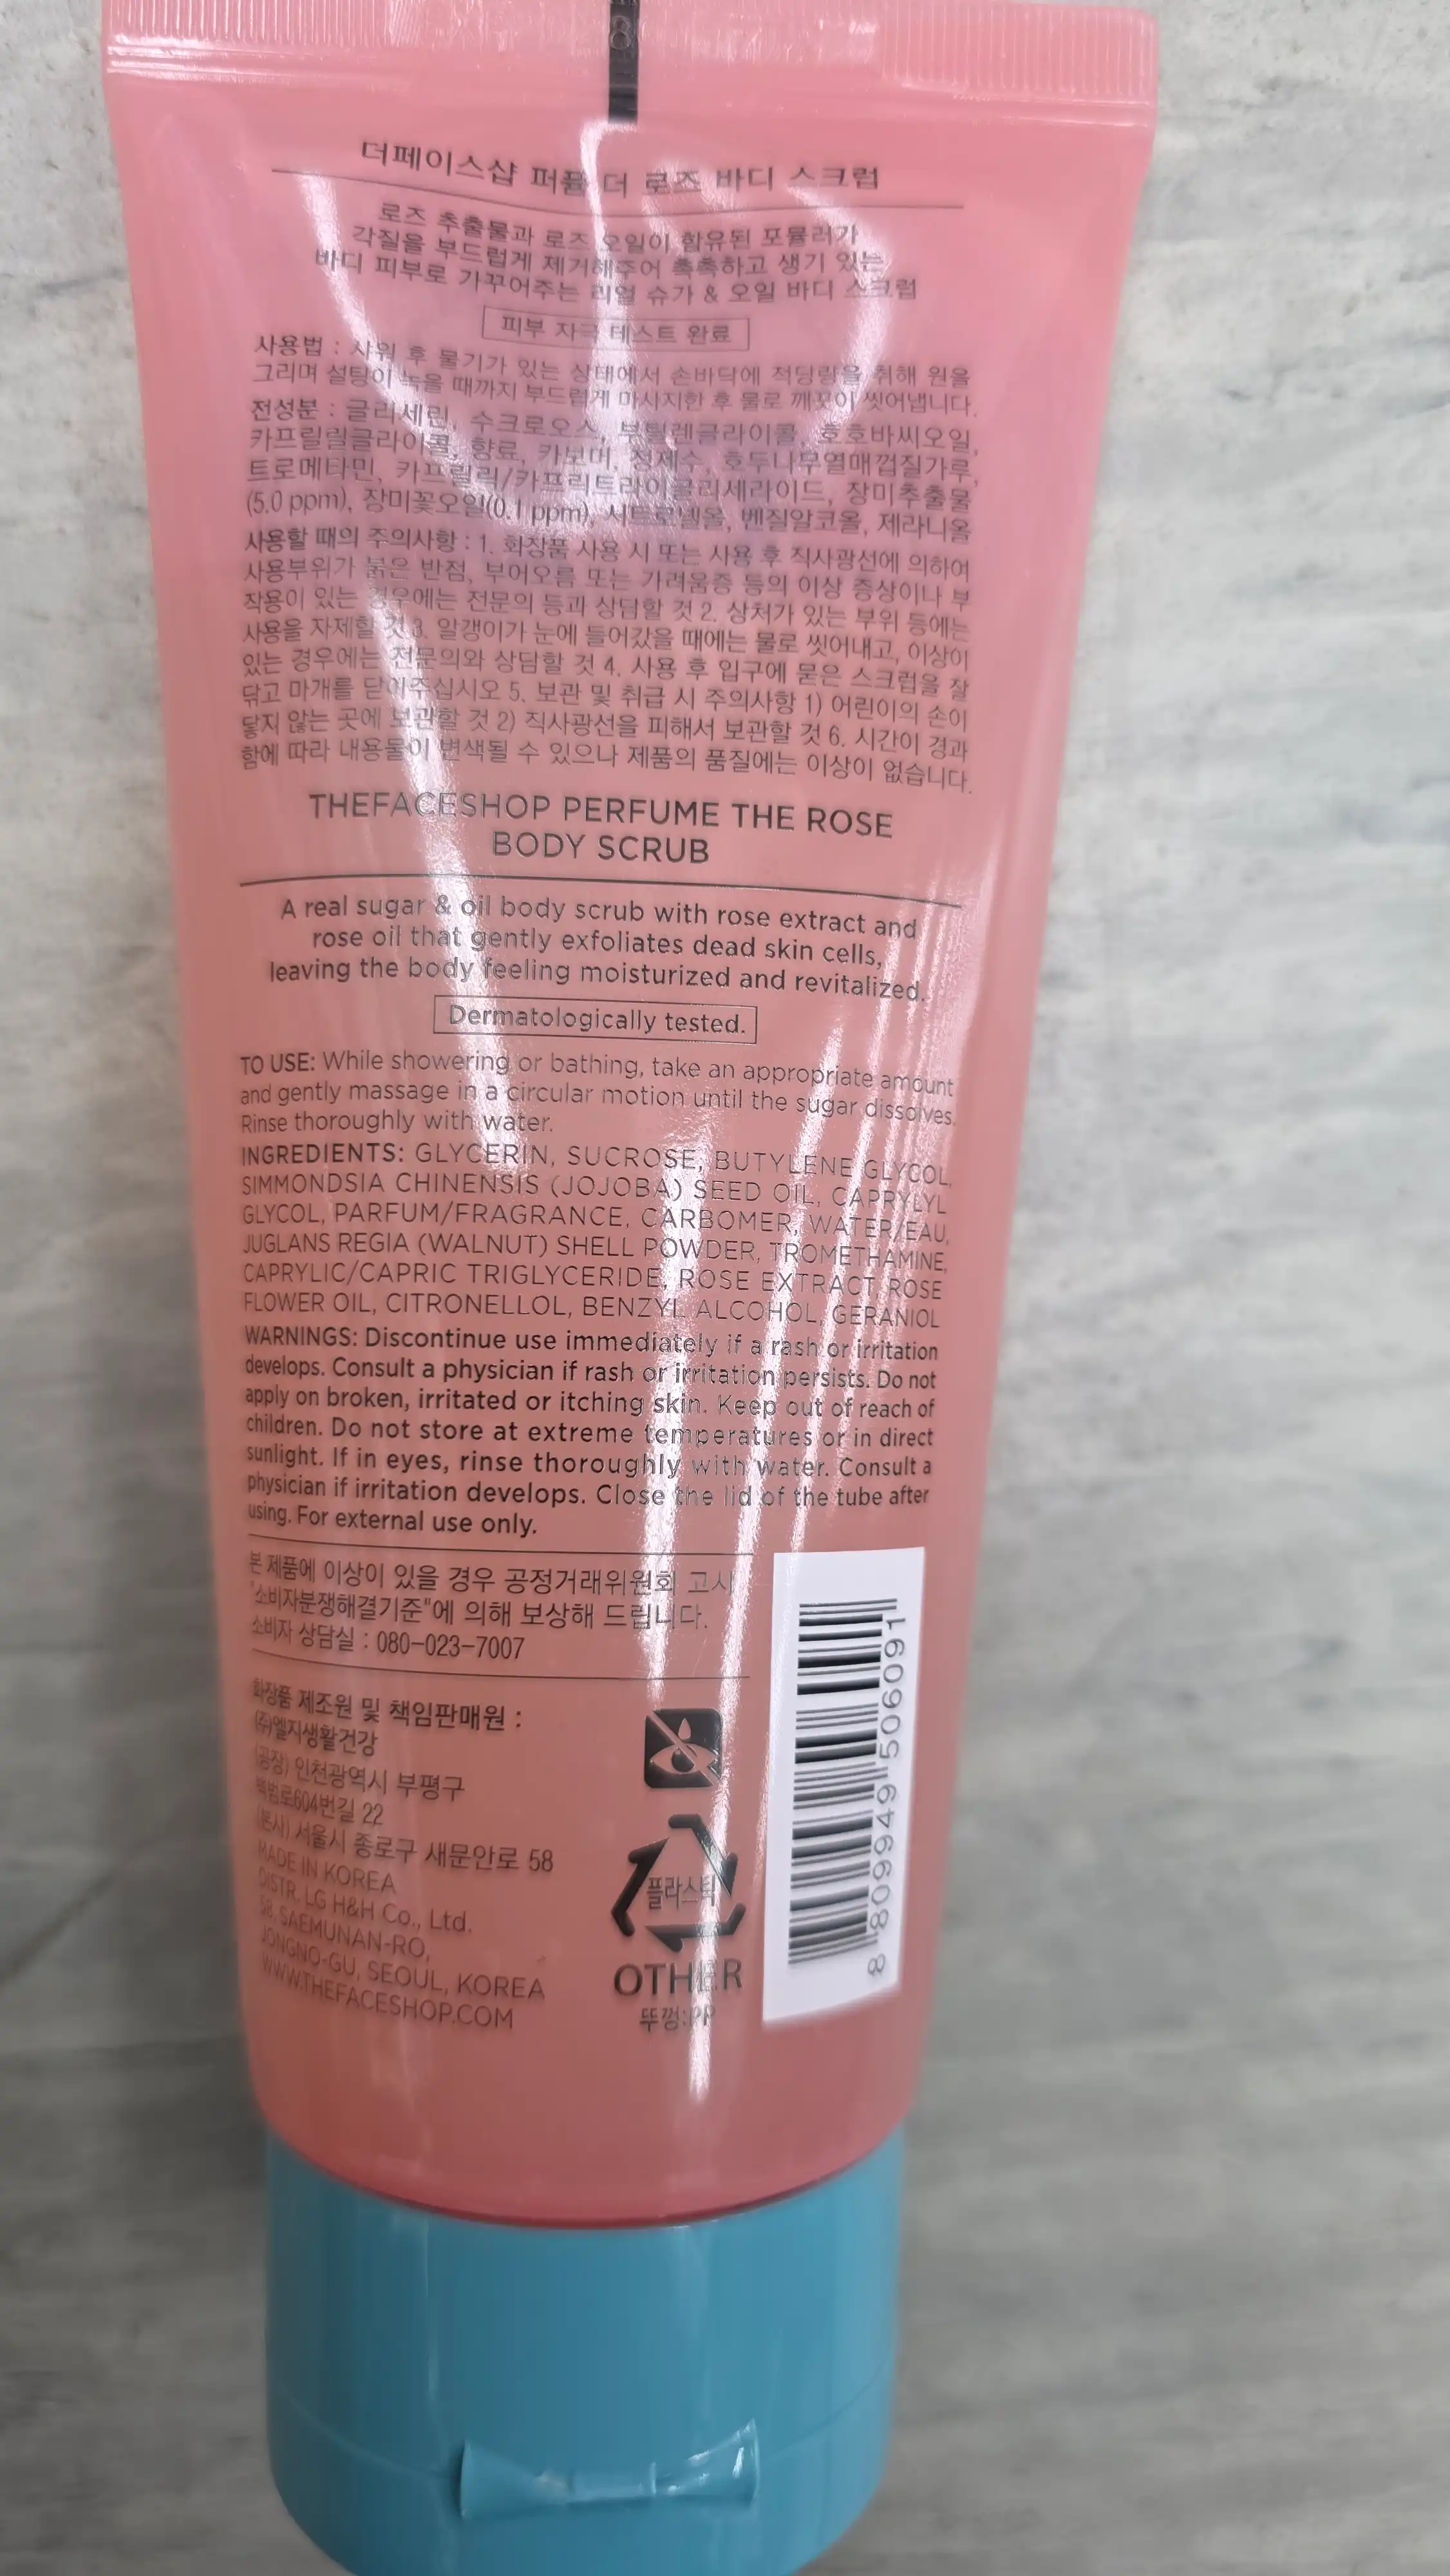 8
더페이스샵 퍼퓸 더 로즈 바디 스크럽
로즈 추출물과 로즈 오일이 함유된 포뮬러가
각질을 부드럽게 제거해주어 촉촉하고 생기 있는
바디 피부로 가꾸어주는 리얼 슈가 & 오일 바디 스크럽
피부 자극 테스트 완료
사용법 : 샤워 후 물기가 있는 상태에서 손바닥에 적당량을 취해 원을
그리며 설탕이 녹을 때까지 부드럽게 마사지한 후 물로 깨끗이 씻어냅니다.
전성분 : 글리세린, 수크로오스, 부틸렌글라이콜, 호호바씨오일,
카프릴릴글라이콜, 향료, 카보머, 정제수, 호두나무열매껍질가루,
트로메타민, 카프릴릭/카프릭트라이글리세라이드, 장미추출물
(5.0 ppm), 장미꽃오일(0.1 ppm), 시트로넬올, 벤질알코올, 제라니올
사용할 때의 주의사항 : 1. 화장품 사용 시 또는 사용 후 직사광선에 의하여
사용부위가 붉은 반점, 부어오름 또는 가려움증 등의 이상 증상이나 부
작용이 있는 경우에는 전문의 등과 상담할 것 2. 상처가 있는 부위 등에는
사용을 자제할 것 3. 알갱이가 눈에 들어갔을 때에는 물로 씻어내고, 이상이
있는 경우에는 전문의와 상담할 것 4. 사용 후 입구에 묻은 스크럽을 잘
닦고 마개를 닫아주십시오 5. 보관 및 취급 시 주의사항 1) 어린이의 손이
닿지 않는 곳에 보관할 것 2) 직사광선을 피해서 보관할 것 6. 시간이 경과
함에 따라 내용물이 변색될 수 있으나 제품의 품질에는 이상이 없습니다.
THEFACESHOP PERFUME THE ROSE
BODY SCRUB
A real sugar & oil body scrub with rose extract and
rose oil that gently exfoliates dead skin cells,
leaving the body feeling moisturized and revitalized.
Dermatologically tested.
TO USE: While showering or bathing, take an appropriate amount
and gently massage in a circular motion until the sugar dissolves.
Rinse thoroughly with water.
INGREDIENTS: GLYCERIN, SUCROSE, BUTYLENE GLYCOL,
SIMMONDSIA CHINENSIS (JOJOBA) SEED OIL, CAPRYLYL
GLYCOL, PARFUM/FRAGRANCE, CARBOMER, WATER/EAU,
JUGLANS REGIA (WALNUT) SHELL POWDER, TROMETHAMINE,
CAPRYLIC/CAPRIC TRIGLYCERIDE, ROSE EXTRACT, ROSE
FLOWER OIL, CITRONELLOL, BENZYL ALCOHOL, GERANIOL
WARNINGS: Discontinue use immediately if a rash or irritation
develops. Consult a physician if rash or irritation persists. Do not
apply on broken, irritated or itching skin. Keep out of reach of
children. Do not store at extreme temperatures or in direct
sunlight. If in eyes, rinse thoroughly with water. Consult a
physician if irritation develops. Close the lid of the tube after
using. For external use only.
본 제품에 이상이 있을 경우 공정거래위원회 고시
"소비자분쟁해결기준"에 의해 보상해 드립니다.
소비자 상담실 : 080-023-7007
화장품 제조원 및 책임판매원 :
(주)엘지생활건강
(공장) 인천광역시 부평구
백범로604번길 22
(본사) 서울시 종로구 새문안로 58
MADE IN KOREA
DISTR. LG H&H Co., Ltd.
58, SAEMUNAN-RO,
JONGNO-GU, SEOUL, KOREA
WWW.THEFACESHOP.COM
플라스틱
OTHER
뚜껑:PP
8 809949 506091